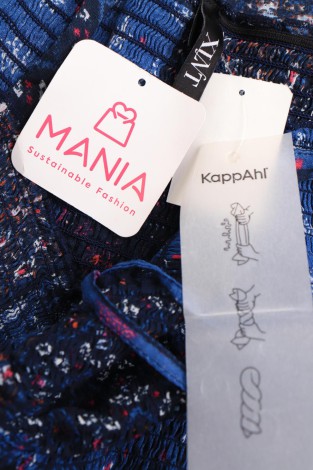 XLNT
MANIA
Sustainable Fashion
KappAhl